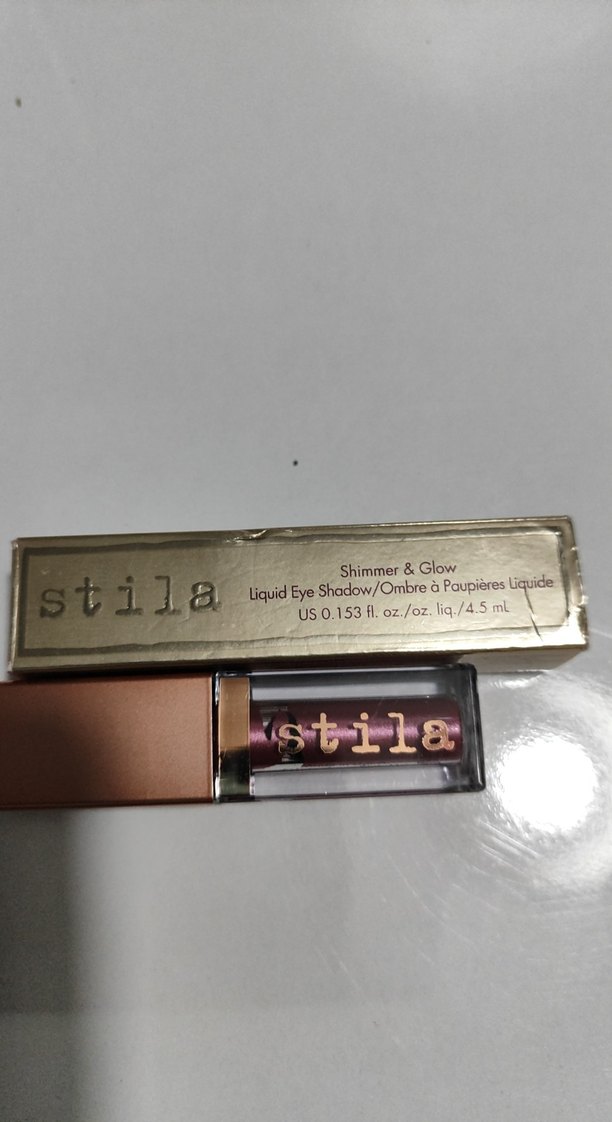 stila
Shimmer & Glow
Liquid Eye Shadow/Ombre à Paupières Liquide
US 0.153 fl. oz./oz. liq./4.5 mL
stila